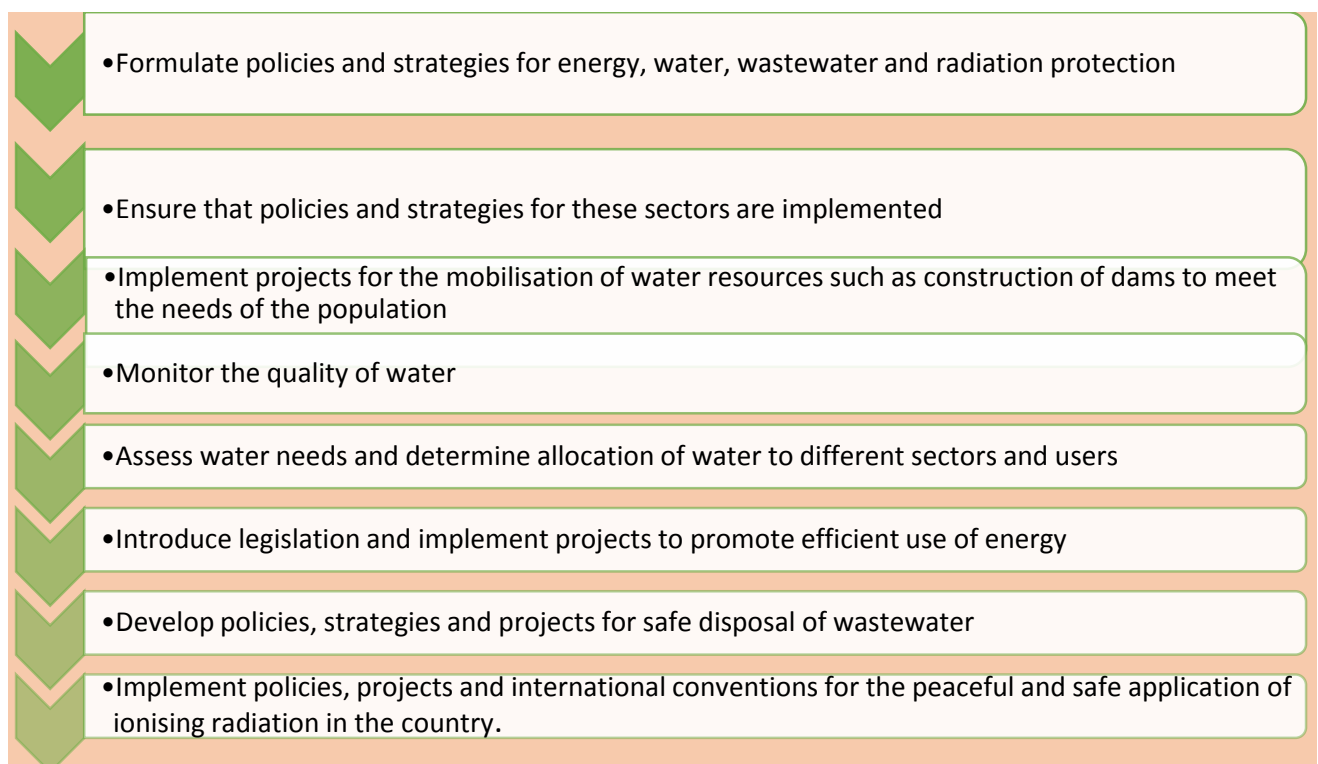 •Formulate policies and strategies for energy, water, wastewater and radiation protection
•Ensure that policies and strategies for these sectors are implemented
•Implement projects for the mobilisation of water resources such as construction of dams to meet
the needs of the population
•Monitor the quality of water
•Assess water needs and determine allocation of water to different sectors and users
•Introduce legislation and implement projects to promote efficient use of energy
•Develop policies, strategies and projects for safe disposal of wastewater
•Implement policies, projects and international conventions for the peaceful and safe application of
ionising radiation in the country.